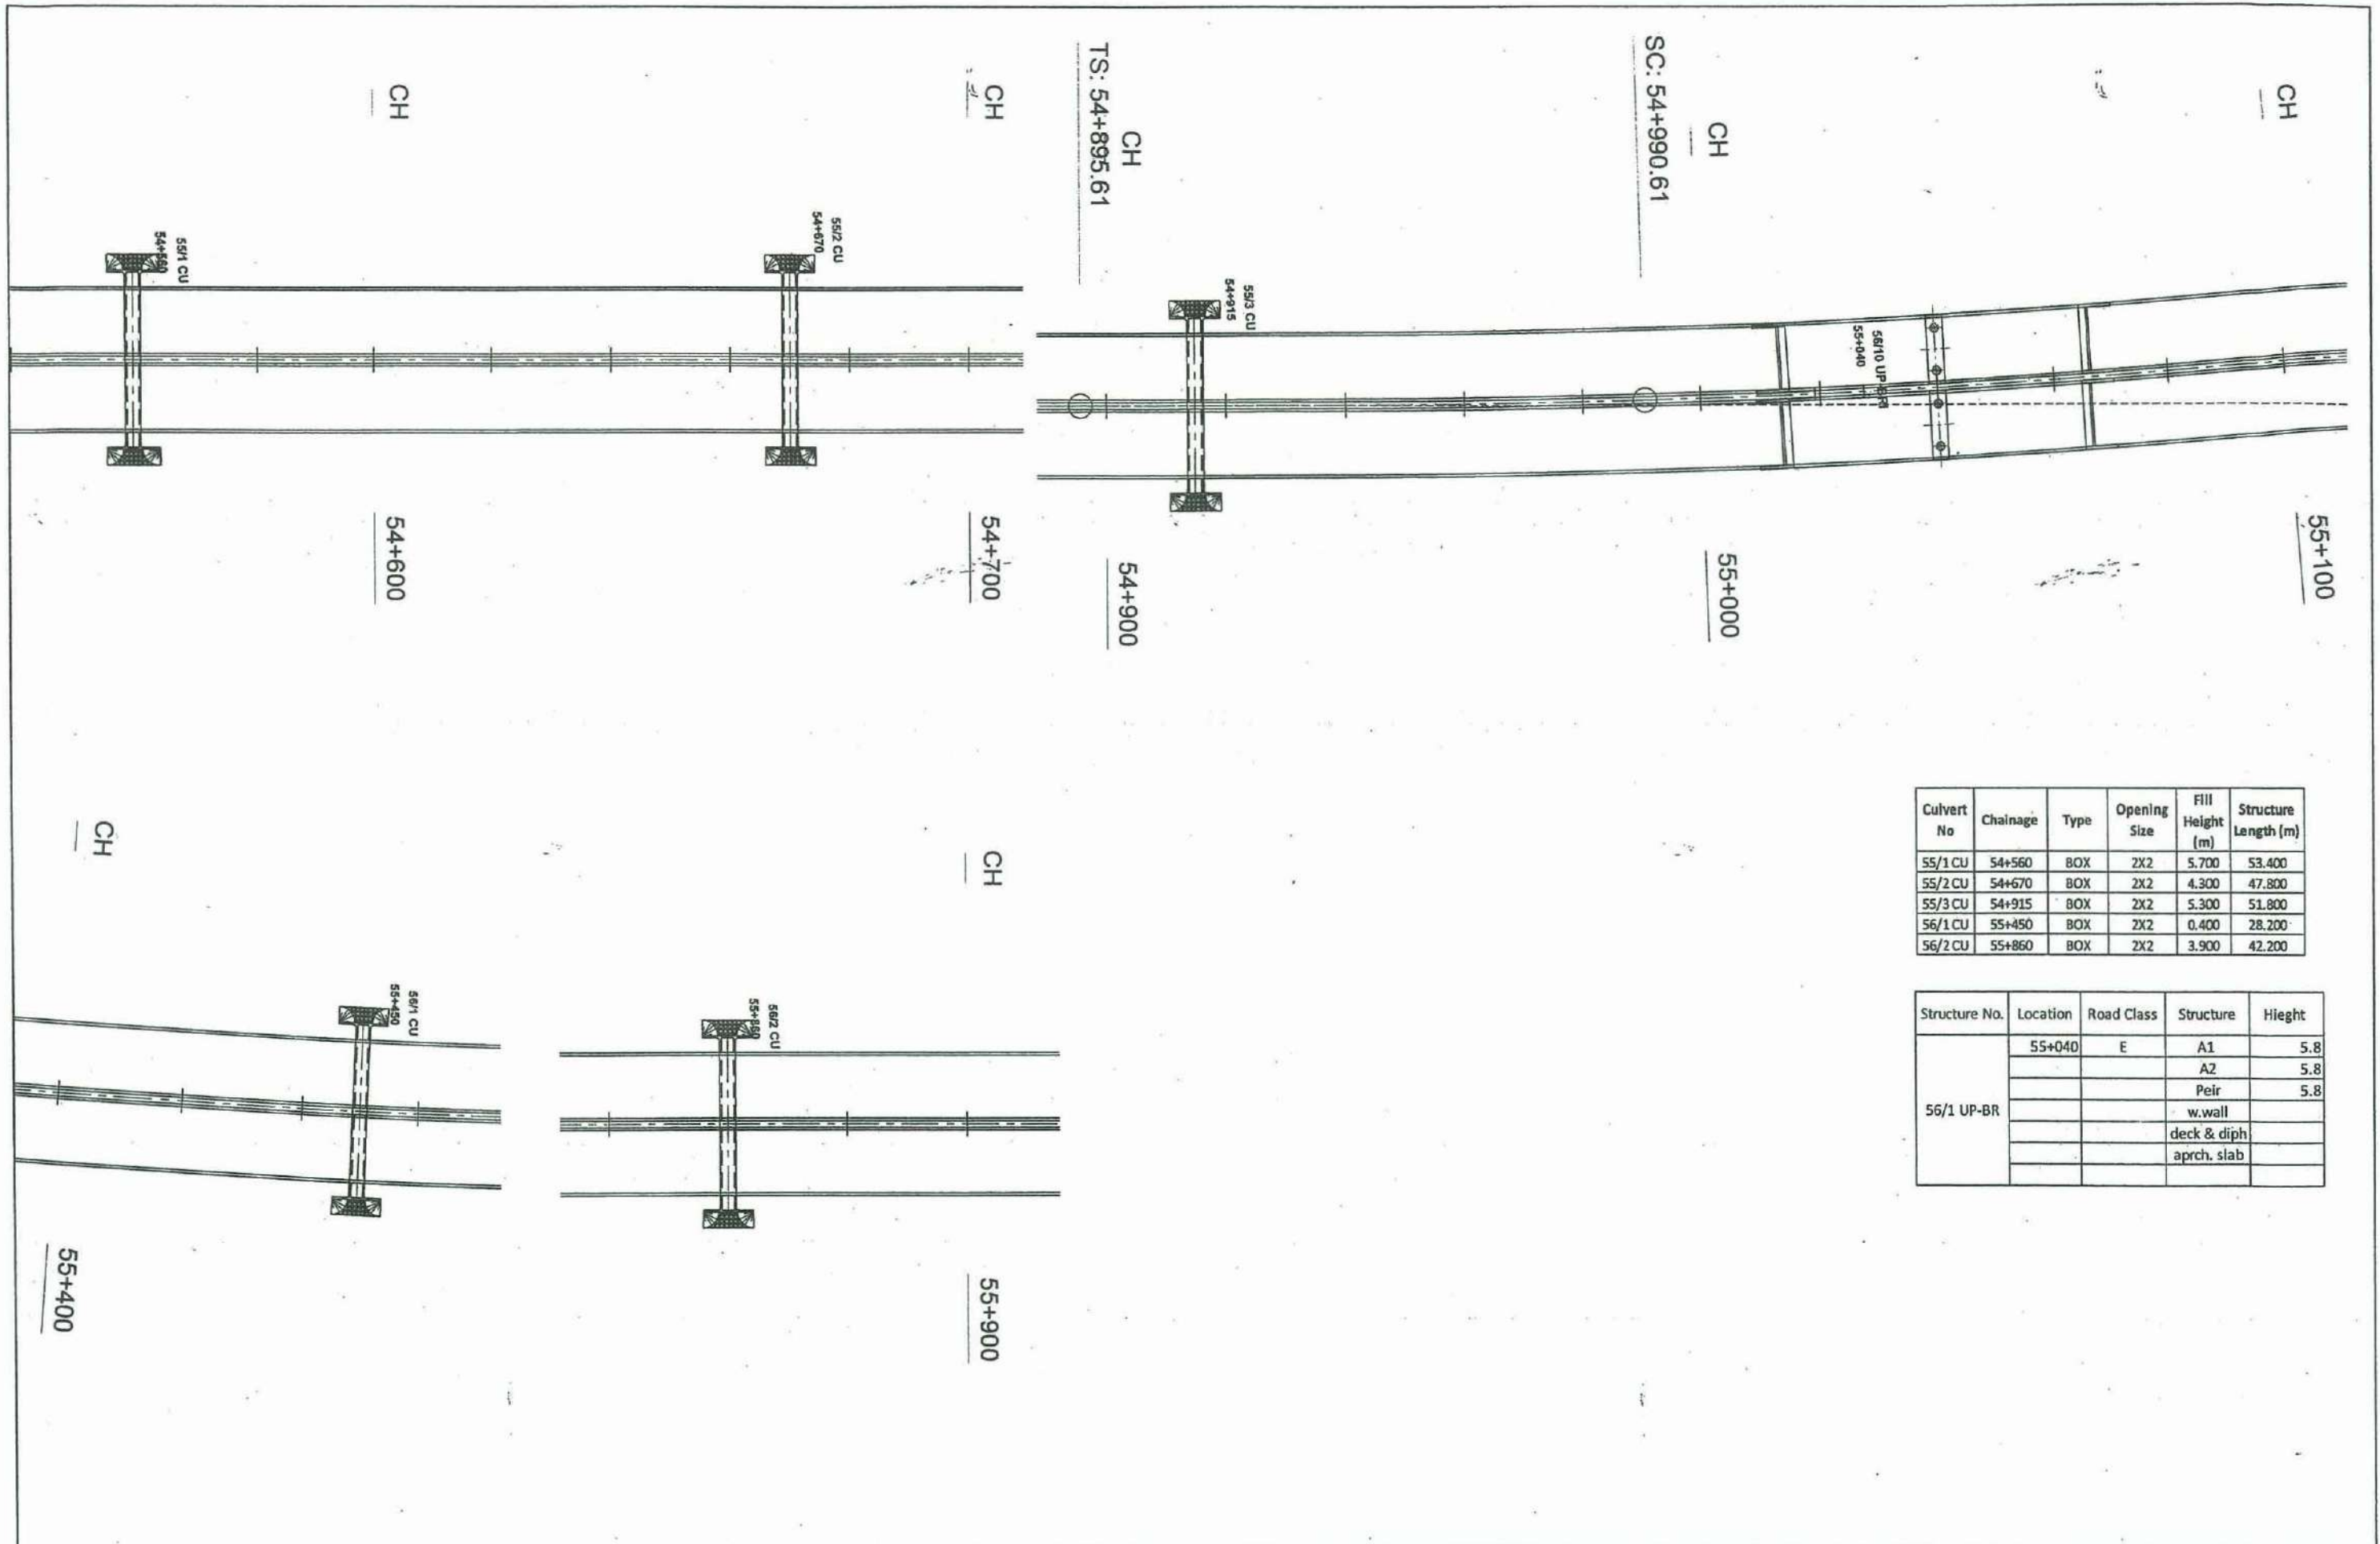 CH
CH
TS: 54+895.61
CH
SC: 54+990.61
CH
CH
55/1 CU
54+560
55/2 CU
54+670
55/3 CU
54+915
55+040
54+600
54+700
54+900
55+000
55+100
Culvert No Chainage Type Opening Size Fill Height (m) Structure Length (m)
55/1 CU 54+560 BOX 2X2 5.700 53.400
55/2 CU 54+670 BOX 2X2 4.300 47.800
55/3 CU 54+915 BOX 2X2 5.300 51.800
56/1 CU 55+450 BOX 2X2 0.400 28.200
56/2 CU 55+860 BOX 2X2 3.900 42.200
Structure No. Location Road Class Structure Hieght
56/1 UP-BR
55+040 E A1 5.8
A2 5.8
Peir 5.8
w.wall
deck & diph
aprch. slab
CH
CH
56/1 CU
55+450
56/2 CU
55+860
55+400
55+900